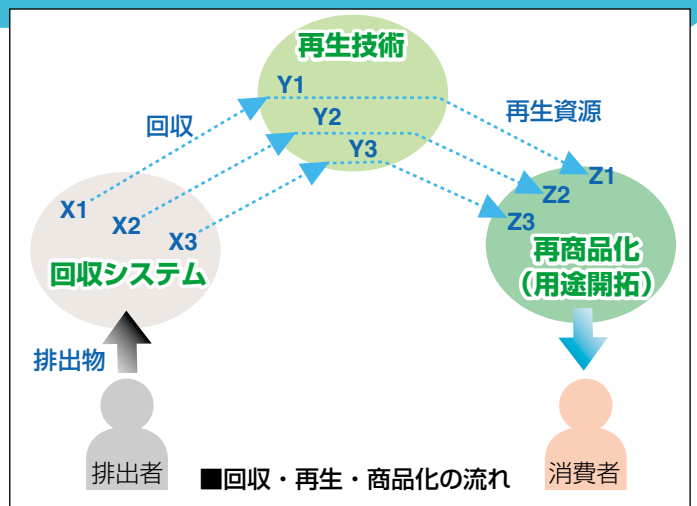 再生技術
Y1
Y2
Y3
回収
再生資源
X1
X2
X3
Z1
Z2
Z3
回収システム
再商品化
（用途開拓）
排出物
排出者
■回収・再生・商品化の流れ
消費者